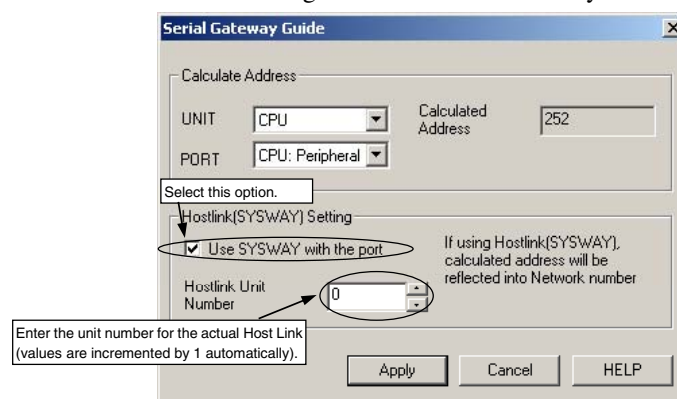 Serial Gateway Guide
Calculate Address
UNIT
CPU
Calculated
Address
252
PORT
CPU: Peripheral
Select this option.
Hostlink(SYSWAY) Setting
Use SYSWAY with the port
If using Hostlink(SYSWAY),
calculated address will be
reflected into Network number
Hostlink Unit
Number
0
Enter the unit number for the actual Host Link
(values are incremented by 1 automatically).
Apply
Cancel
HELP